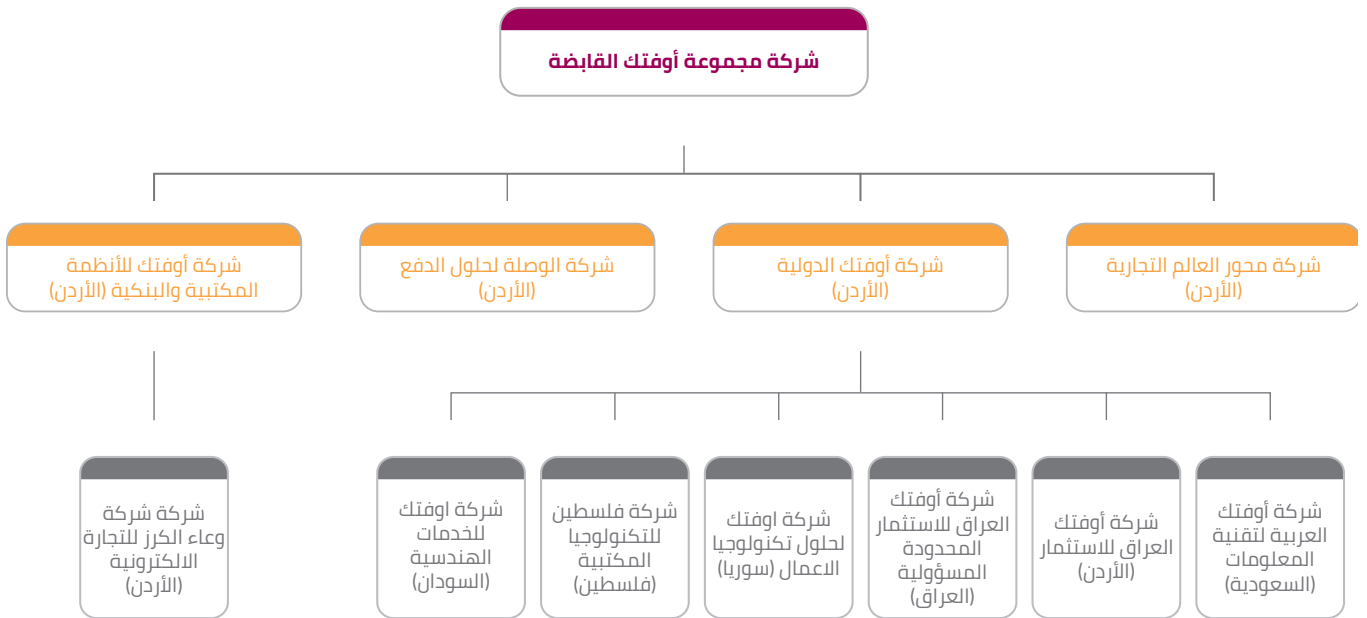 شركة مجموعة أوفتك القابضة
شركة محور العالم التجارية
(الأردن)
شركة أوفتك الدولية
(الأردن)
شركة الوصلة لحلول الدفع
(الأردن)
شركة أوفتك للأنظمة
المكتبية والبنكية (الأردن)
شركة أوفتك
العربية لتقنية
المعلومات
(السعودية)
شركة أوفتك
العراق للاستثمار
(الأردن)
شركة أوفتك
العراق للاستثمار
المحدودة
المسؤولية
(العراق)
شركة اوفتك
لحلول تكنولوجيا
الاعمال (سوريا)
شركة فلسطين
للتكنولوجيا
المكتبية
(فلسطين)
شركة اوفتك
للخدمات
الهندسية
(السودان)
شركة شركة
وعاء الكرز للتجارة
الالكترونية
(الأردن)